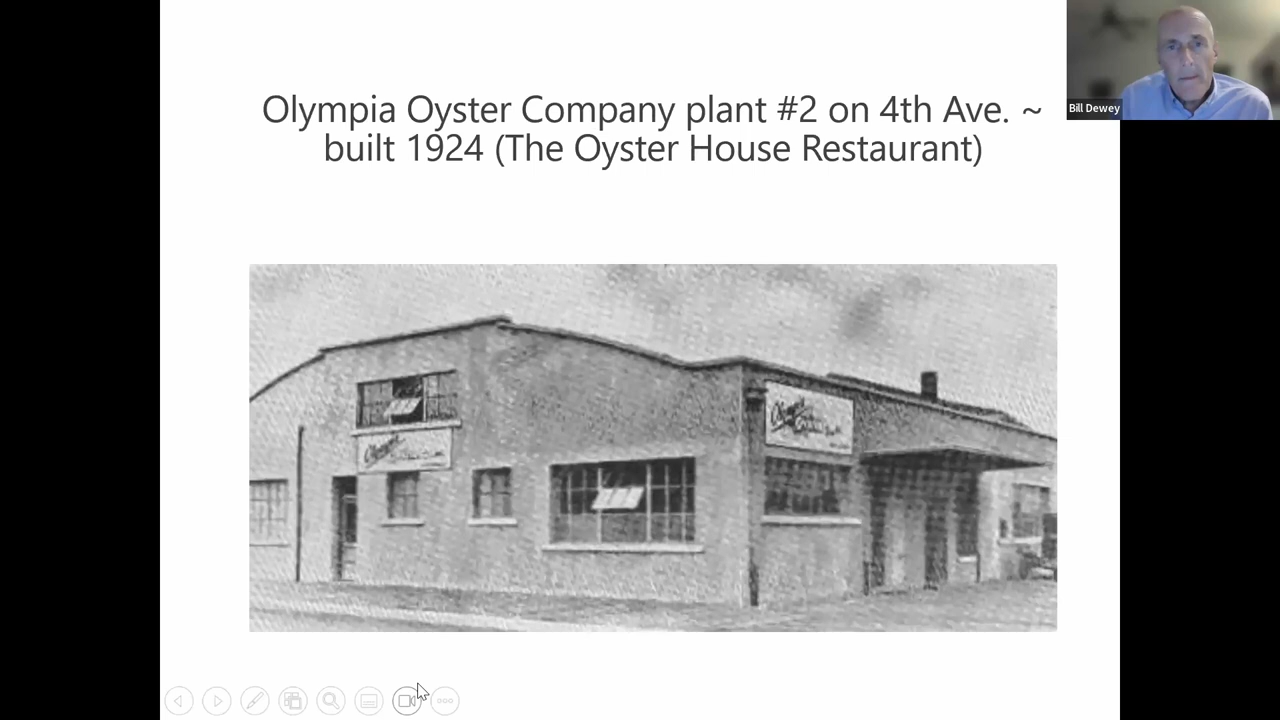 Olympia Oyster Company plant #2 on 4th Ave. ~
built 1924 (The Oyster House Restaurant)
Bill Dewey